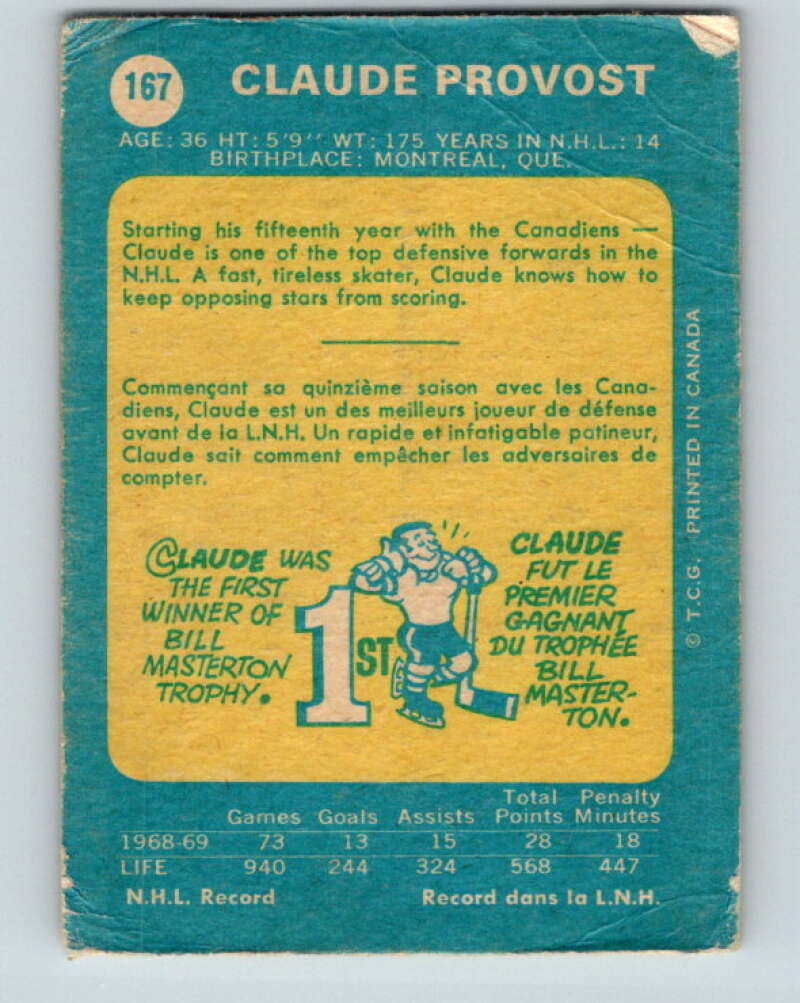 167
CLAUDE PROVOST
AGE: 36 HT: 5'9'' WT: 175 YEARS IN N.H.L.: 14
BIRTHPLACE: MONTREAL, QUE.
Starting his fifteenth year with the Canadiens —
Claude is one of the top defensive forwards in the
N.H.L. A fast, tireless skater, Claude knows how to
keep opposing stars from scoring.
Commençant sa quinzième saison avec les Cana-
diens, Claude est un des meilleurs joueur de défense
avant de la L.N.H. Un rapide et infatigable patineur,
Claude sait comment empêcher les adversaires de
compter.
CLAUDE WAS
THE FIRST
WINNER OF
BILL
MASTERTON
TROPHY.
1ST
CLAUDE
FUT LE
PREMIER
GAGNANT
DU TROPHÉE
BILL
MASTER-
TON.
© T.C.G. PRINTED IN CANADA
Total Penalty
Games Goals Assists Points Minutes
1968-69 73 13 15 28 18
LIFE 940 244 324 568 447
N.H.L. Record Record dans la L.N.H.